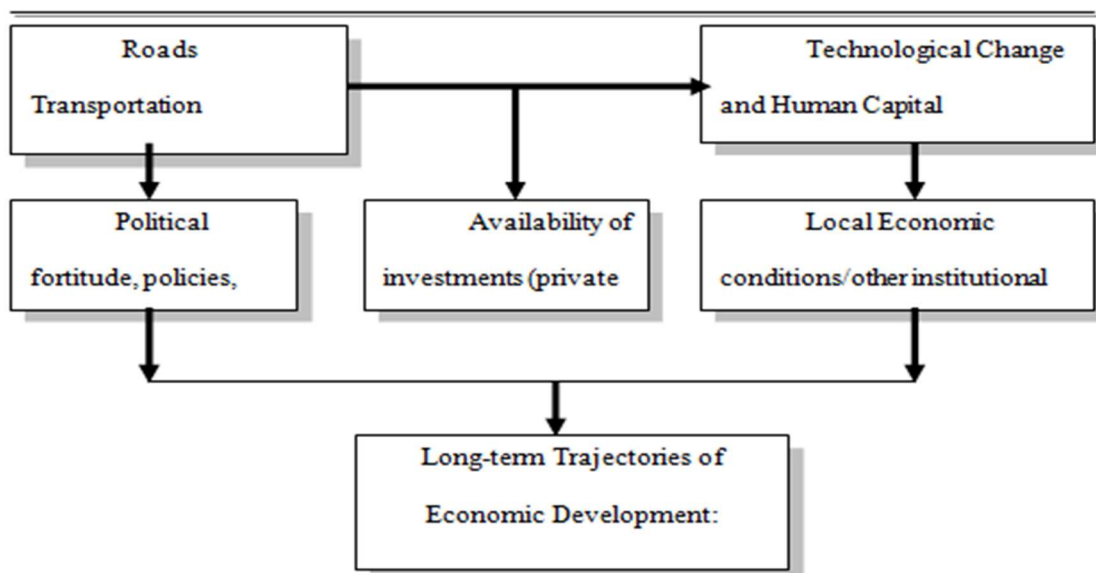 Roads
Transportation
Technological Change
and Human Capital
Political
fortitude, policies,
Availability of
investments (private
Local Economic
conditions/other institutional
Long-term Trajectories of
Economic Development: